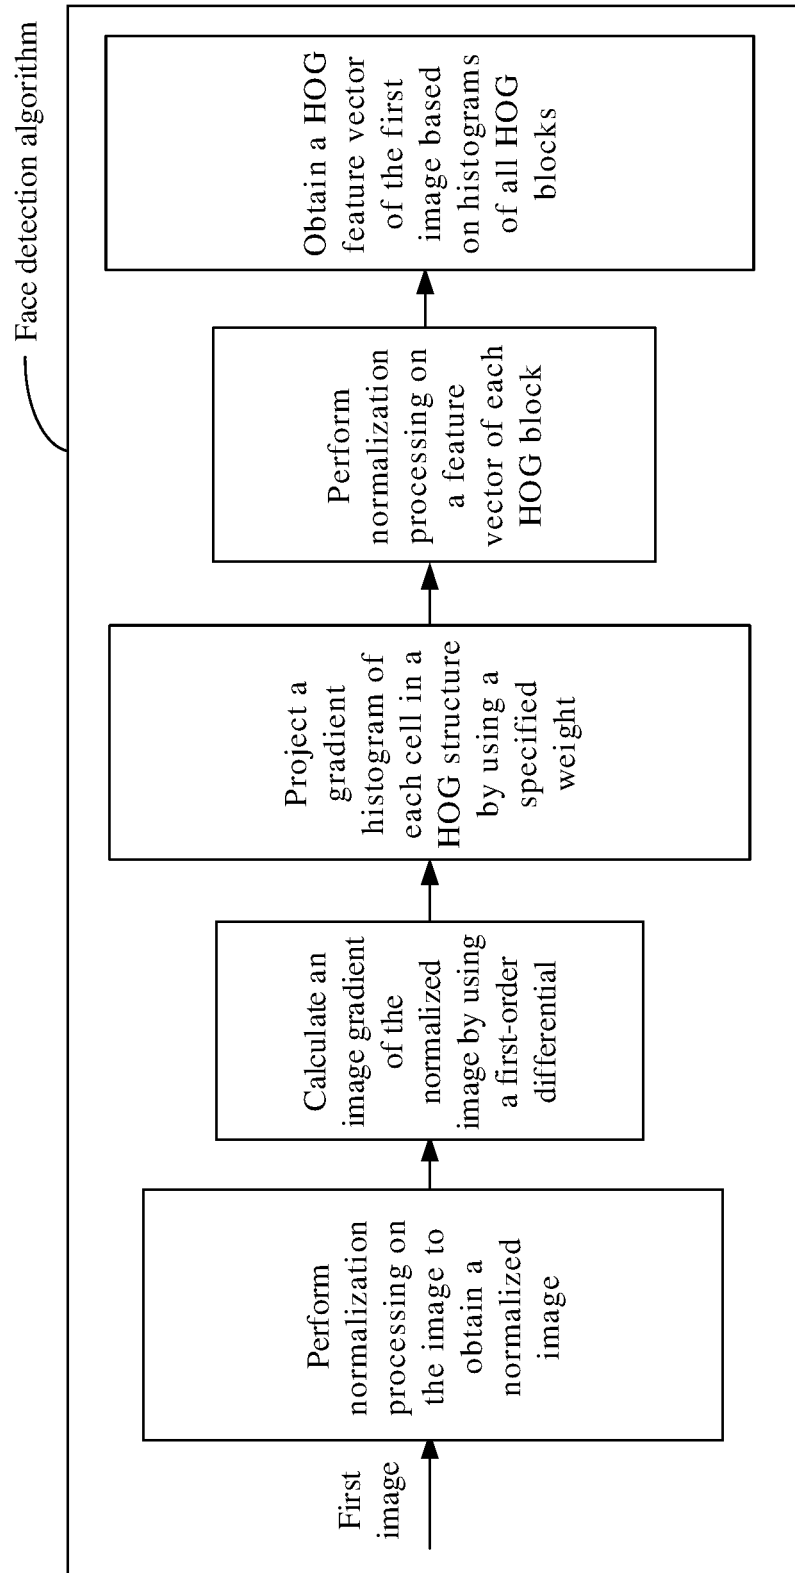 Face detection algorithm
First
image
Perform
normalization
processing on
the image to
obtain a
normalized
image
Calculate an
image gradient
of the
normalized
image by using
a first-order
differential
Project a
gradient
histogram of
each cell in a
HOG structure
by using a
specified
weight
Perform
normalization
processing on
a feature
vector of each
HOG block
Obtain a HOG
feature vector
of the first
image based
on histograms
of all HOG
blocks